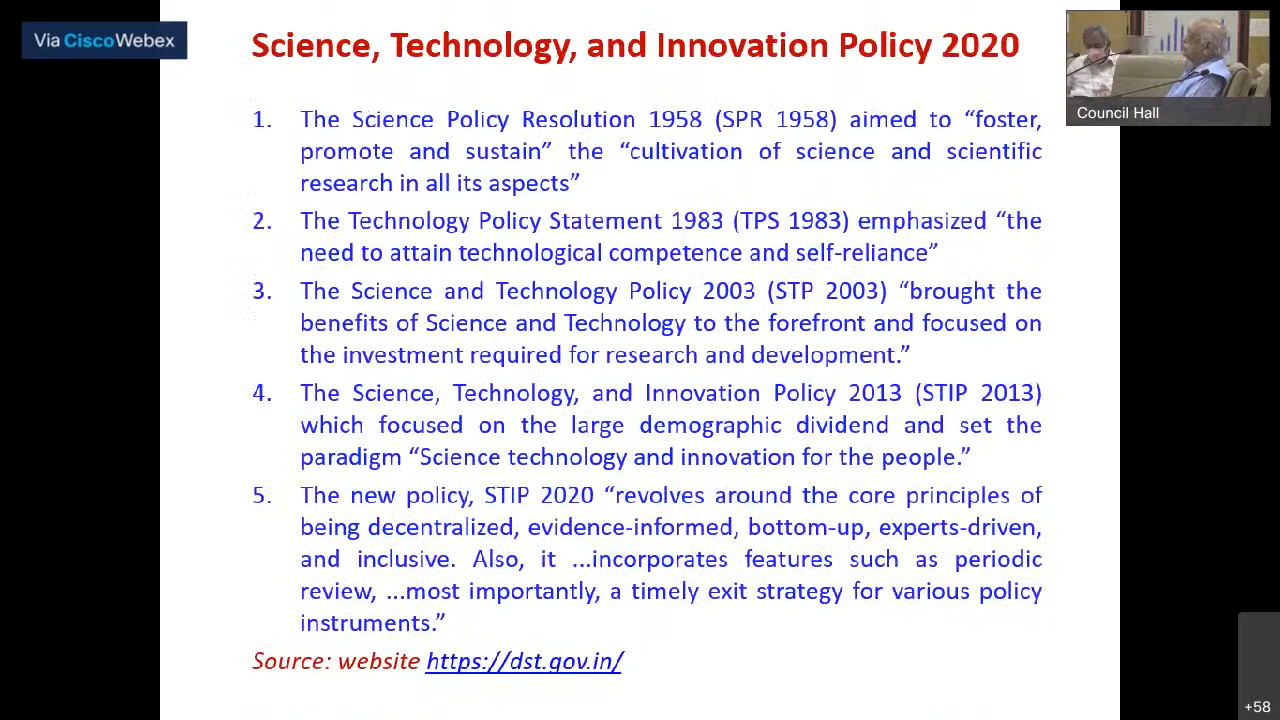 Via CiscoWebex
Science, Technology, and Innovation Policy 2020
Council Hall
1. The Science Policy Resolution 1958 (SPR 1958) aimed to “foster,
promote and sustain” the “cultivation of science and scientific
research in all its aspects”
2. The Technology Policy Statement 1983 (TPS 1983) emphasized “the
need to attain technological competence and self-reliance”
3. The Science and Technology Policy 2003 (STP 2003) “brought the
benefits of Science and Technology to the forefront and focused on
the investment required for research and development.”
4. The Science, Technology, and Innovation Policy 2013 (STIP 2013)
which focused on the large demographic dividend and set the
paradigm “Science technology and innovation for the people.”
5. The new policy, STIP 2020 “revolves around the core principles of
being decentralized, evidence-informed, bottom-up, experts-driven,
and inclusive. Also, it ...incorporates features such as periodic
review, ...most importantly, a timely exit strategy for various policy
instruments.”
Source: website https://dst.gov.in/
+58